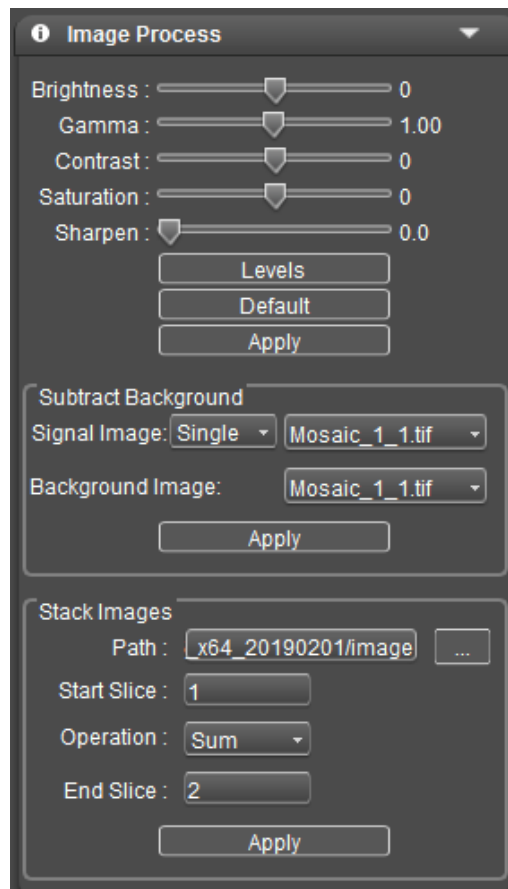 Image Process
Brightness : 0
Gamma : 1.00
Contrast : 0
Saturation : 0
Sharpen : 0.0
Levels
Default
Apply
Subtract Background
Signal Image: Single Mosaic_1_1.tif
Background Image: Mosaic_1_1.tif
Apply
Stack Images
Path : _x64_20190201/image ...
Start Slice : 1
Operation : Sum
End Slice : 2
Apply